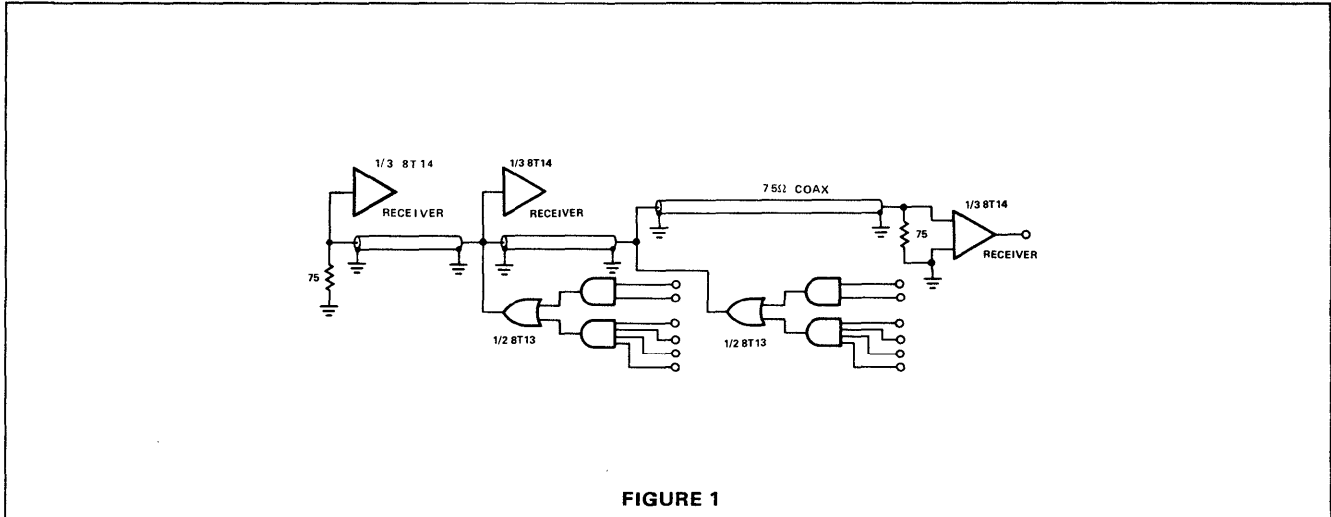 1/3 8T14
RECEIVER
75
1/3 8T14
RECEIVER
75Ω COAX
1/3 8T14
75
RECEIVER
1/2 8T13
1/2 8T13
FIGURE 1